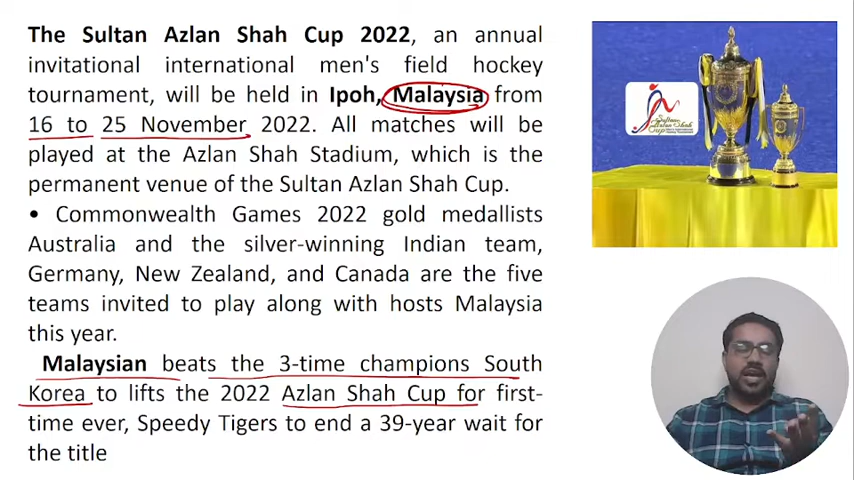 The Sultan Azlan Shah Cup 2022, an annual
invitational international men's field hockey
tournament, will be held in Ipoh, Malaysia from
16 to 25 November 2022. All matches will be
played at the Azlan Shah Stadium, which is the
permanent venue of the Sultan Azlan Shah Cup.
• Commonwealth Games 2022 gold medallists
Australia and the silver-winning Indian team,
Germany, New Zealand, and Canada are the five
teams invited to play along with hosts Malaysia
this year.
Malaysian beats the 3-time champions South
Korea to lifts the 2022 Azlan Shah Cup for first-
time ever, Speedy Tigers to end a 39-year wait for
the title
Sultan
Azlan Shah
Cup